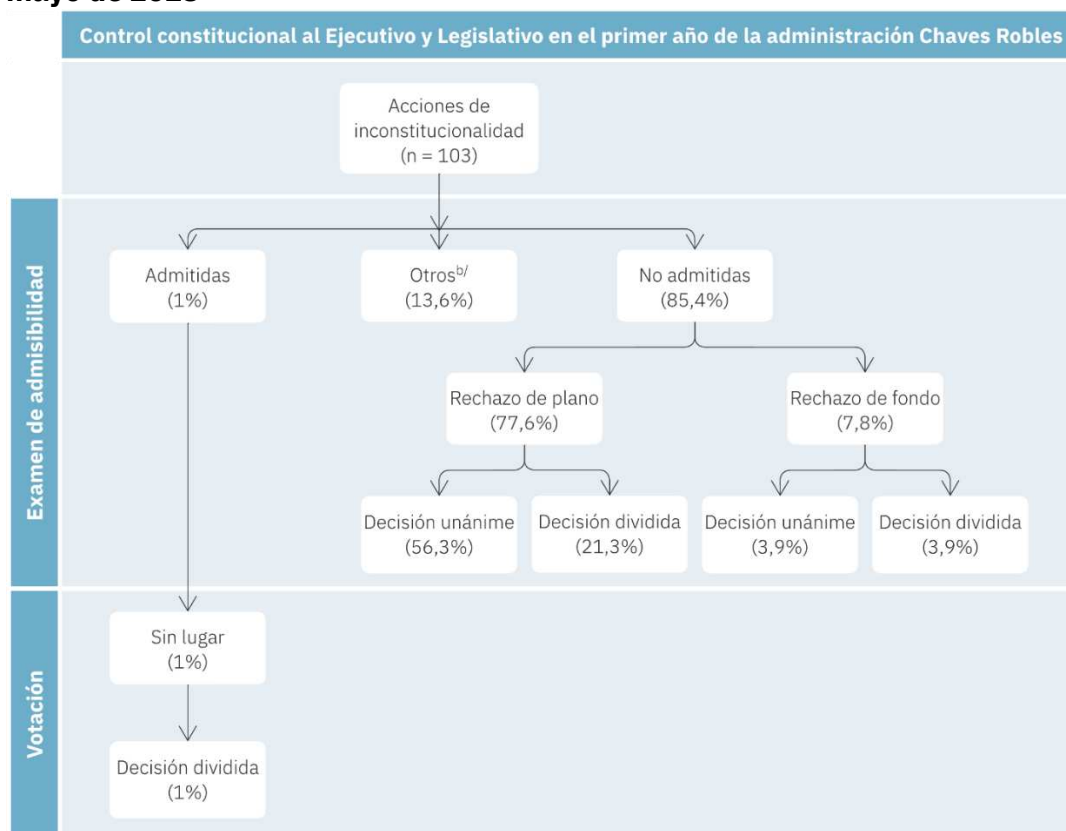 Control constitucional al Ejecutivo y Legislativo en el primer año de la administración Chaves Robles
Acciones de
inconstitucionalidad
(n = 103)
Examen de admisibilidad
Admitidas
(1%)
Otros b/
(13,6%)
No admitidas
(85,4%)
Rechazo de plano
(77,6%)
Rechazo de fondo
(7,8%)
Decisión unánime
(56,3%)
Decisión dividida
(21,3%)
Decisión unánime
(3,9%)
Decisión dividida
(3,9%)
Votación
Sin lugar
(1%)
Decisión dividida
(1%)